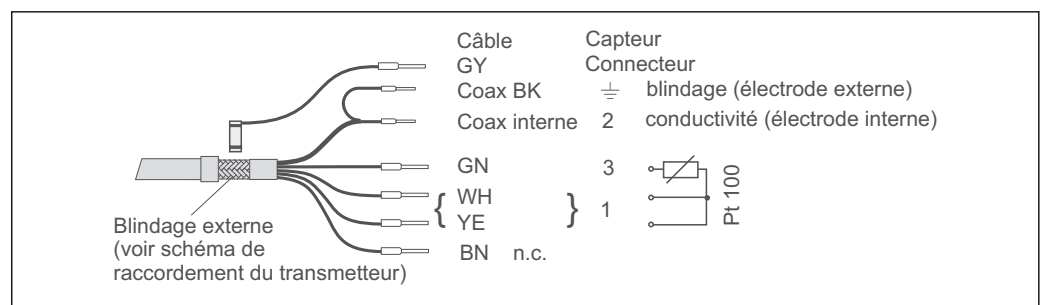 Câble Capteur
GY Connecteur
Coax BK ⏚ blindage (électrode externe)
Coax interne 2 conductivité (électrode interne)
GN 3
{ WH } 1
YE
BN n.c.
Pt 100
Blindage externe
(voir schéma de
raccordement du transmetteur)